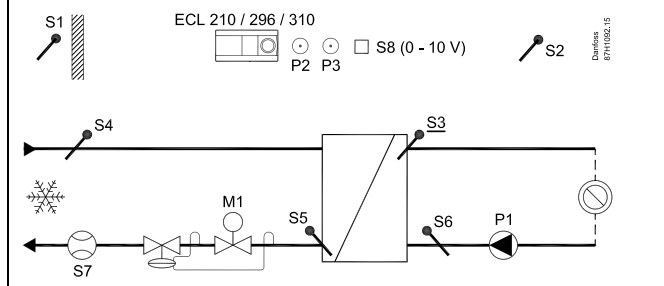 S1
ECL 210 / 296 / 310
P2
P3
S8 (0 - 10 V)
S2
Danfoss
87H1092.15
S4
S3
M1
S5
S6
P1
S7